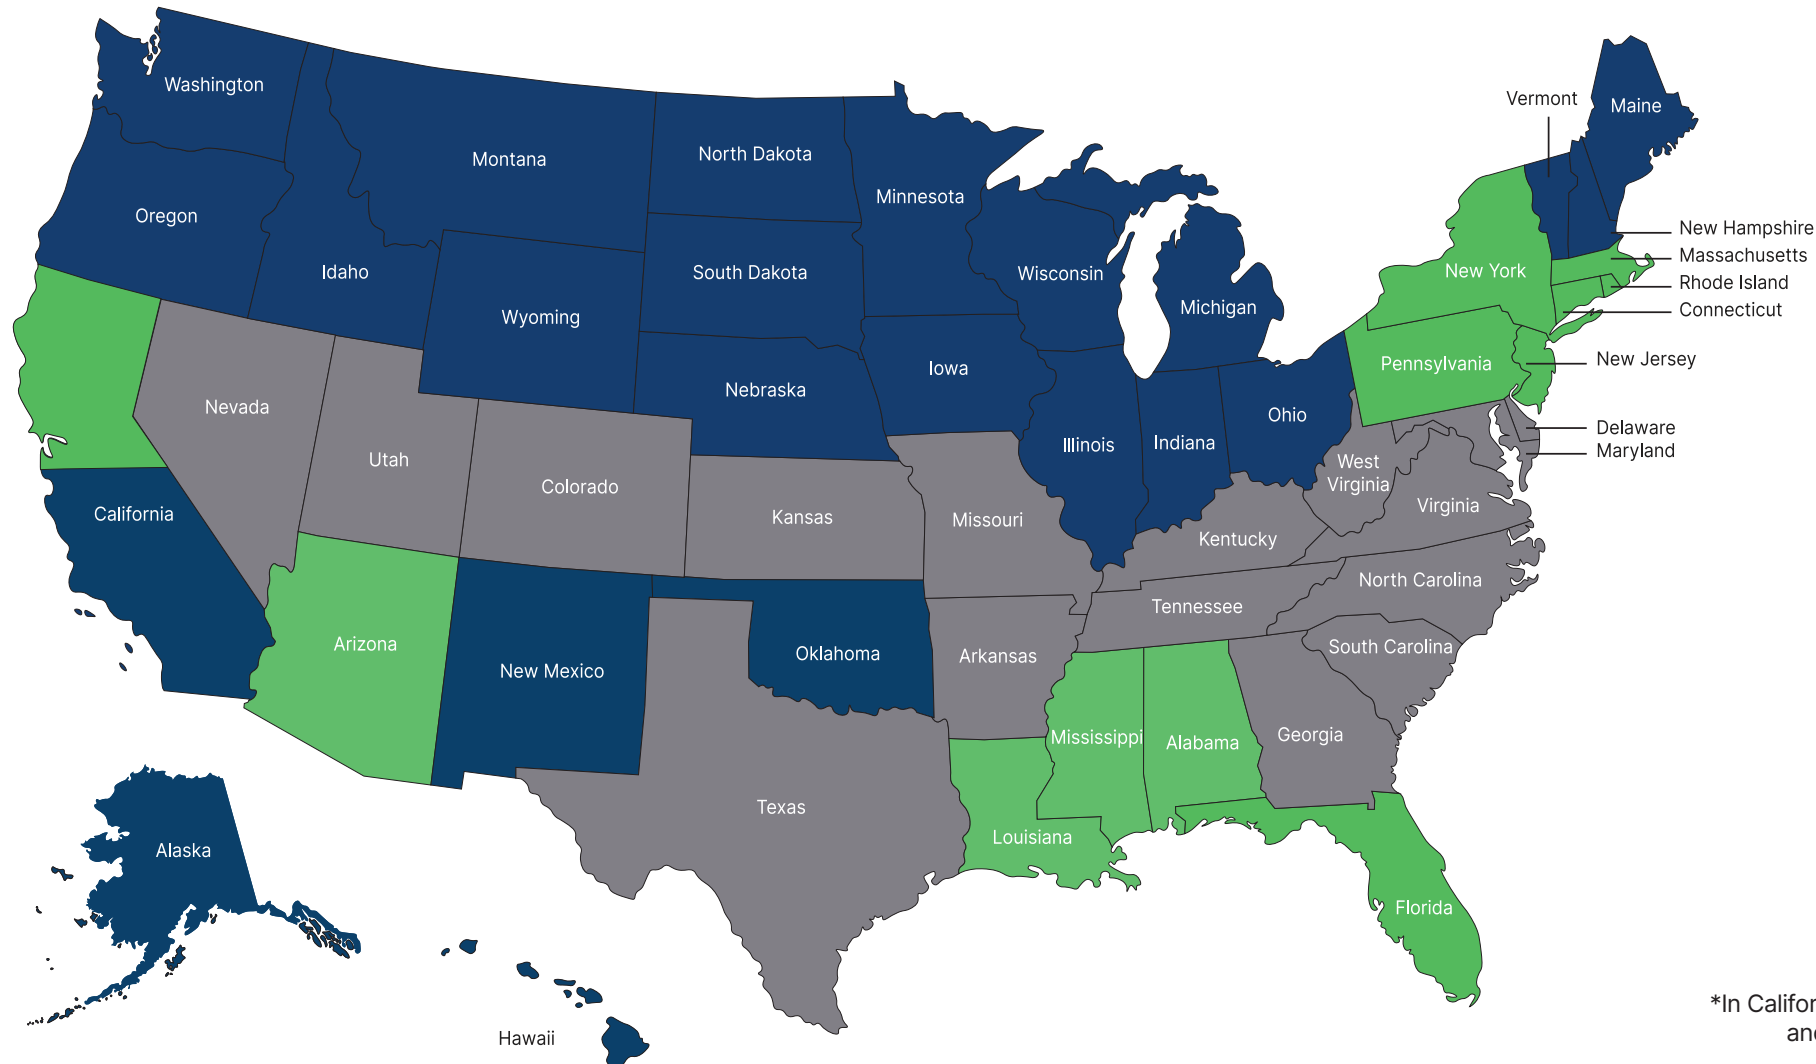 Washington
Montana
North Dakota
Minnesota
Vermont
Maine
Oregon
Idaho
Wyoming
South Dakota
Wisconsin
Michigan
New York
New Hampshire
Massachusetts
Rhode Island
Connecticut
Nebraska
Iowa
Pennsylvania
New Jersey
Nevada
Utah
Colorado
Kansas
Missouri
Illinois
Indiana
Ohio
West
Virginia
Virginia
Delaware
Maryland
California
Kentucky
North Carolina
Tennessee
South Carolina
Arizona
New Mexico
Oklahoma
Arkansas
Mississippi
Alabama
Georgia
Texas
Louisiana
Florida
Alaska
Hawaii
*In Califor
an